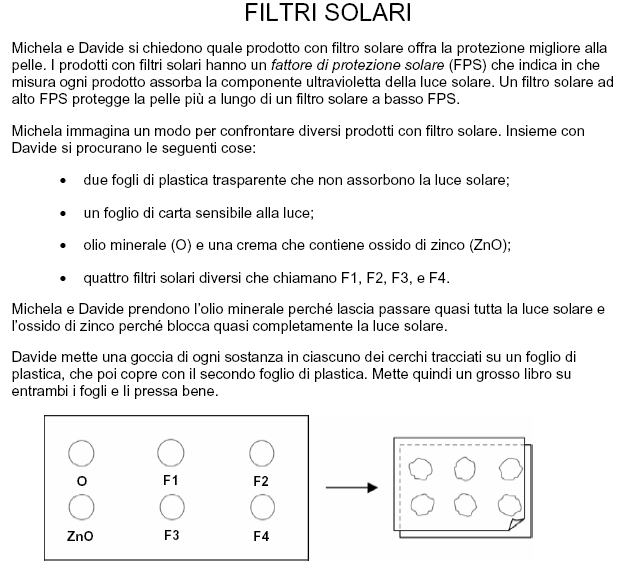 FILTRI SOLARI
Michela e Davide si chiedono quale prodotto con filtro solare offra la protezione migliore alla
pelle. I prodotti con filtri solari hanno un fattore di protezione solare (FPS) che indica in che
misura ogni prodotto assorba la componente ultravioletta della luce solare. Un filtro solare ad
alto FPS protegge la pelle più a lungo di un filtro solare a basso FPS.
Michela immagina un modo per confrontare diversi prodotti con filtro solare. Insieme con
Davide si procurano le seguenti cose:
• due fogli di plastica trasparente che non assorbono la luce solare;
• un foglio di carta sensibile alla luce;
• olio minerale (O) e una crema che contiene ossido di zinco (ZnO);
• quattro filtri solari diversi che chiamano F1, F2, F3, e F4.
Michela e Davide prendono l'olio minerale perché lascia passare quasi tutta la luce solare e
l'ossido di zinco perché blocca quasi completamente la luce solare.
Davide mette una goccia di ogni sostanza in ciascuno dei cerchi tracciati su un foglio di
plastica, che poi copre con il secondo foglio di plastica. Mette quindi un grosso libro su
entrambi i fogli e li pressa bene.
O F1 F2
ZnO F3 F4